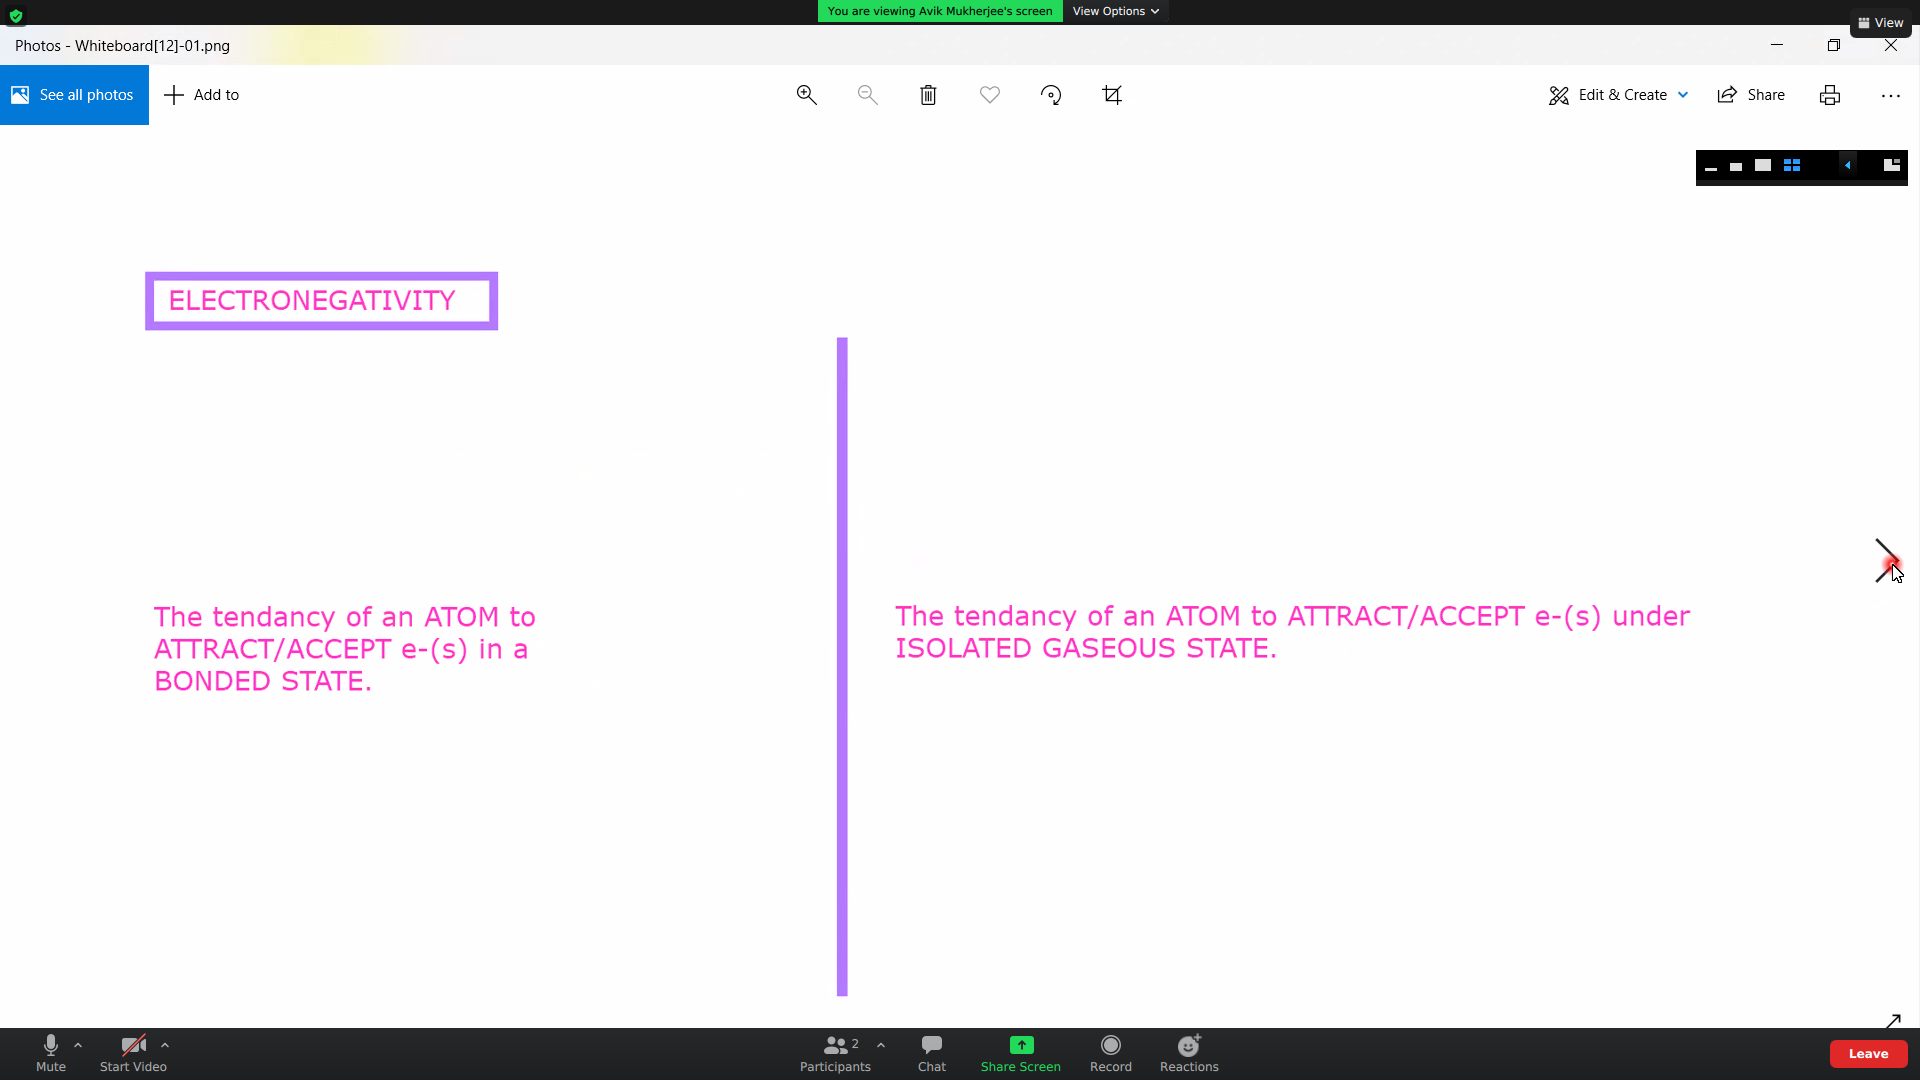 You are viewing Avik Mukherjee's screen
View Options
View
Photos - Whiteboard[12]-01.png
See all photos
Add to
Edit & Create
Share
ELECTRONEGATIVITY
The tendancy of an ATOM to
ATTRACT/ACCEPT e-(s) in a
BONDED STATE.
The tendancy of an ATOM to ATTRACT/ACCEPT e-(s) under
ISOLATED GASEOUS STATE.
Mute
Start Video
Participants
2
Chat
Share Screen
Record
Reactions
Leave